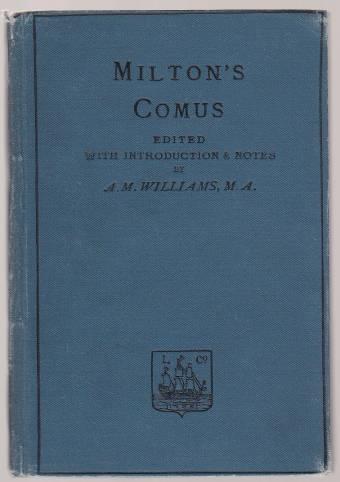 MILTON'S
COMUS
EDITED
WITH INTRODUCTION & NOTES
BY
A. M. WILLIAMS, M.A.
L Co